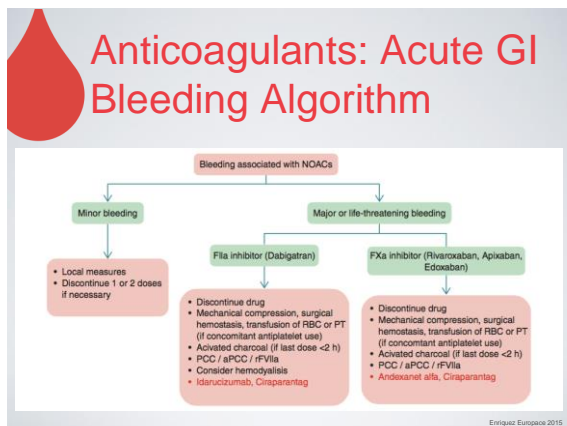 Anticoagulants: Acute GI
Bleeding Algorithm
Bleeding associated with NOACs
Minor bleeding
Major or life-threatening bleeding
FIIa inhibitor (Dabigatran)
FXa inhibitor (Rivaroxaban, Apixaban,
Edoxaban)
• Local measures
• Discontinue 1 or 2 doses
if necessary
• Discontinue drug
• Mechanical compression, surgical
hemostasis, transfusion of RBC or PT
(if concomitant antiplatelet use)
• Acivated charcoal (if last dose <2 h)
• PCC / aPCC / rFVIIa
• Consider hemodyalisis
• Idarucizumab, Ciraparantag
• Discontinue drug
• Mechanical compression, surgical
hemostasis, transfusion of RBC or PT
(if concomtant antiplatelet use)
• Activated charcoal (if last dose <2 h)
• PCC / aPCC / rFVIIa
• Andexanet alfa, Ciraparantag
Enriquez Europace 2015